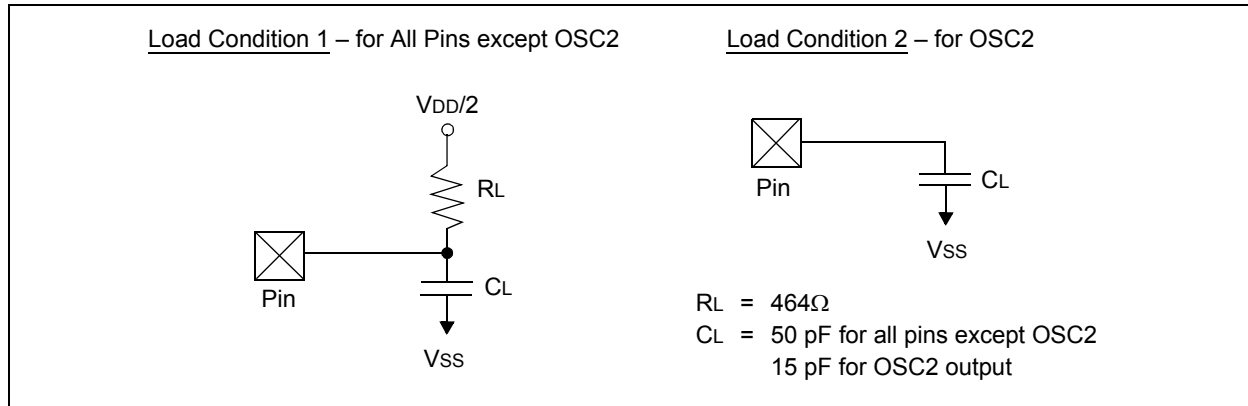 Load Condition 1 – for All Pins except OSC2
VDD/2
RL
Pin
CL
VSS
Load Condition 2 – for OSC2
Pin
CL
VSS
RL = 464Ω
CL = 50 pF for all pins except OSC2
15 pF for OSC2 output